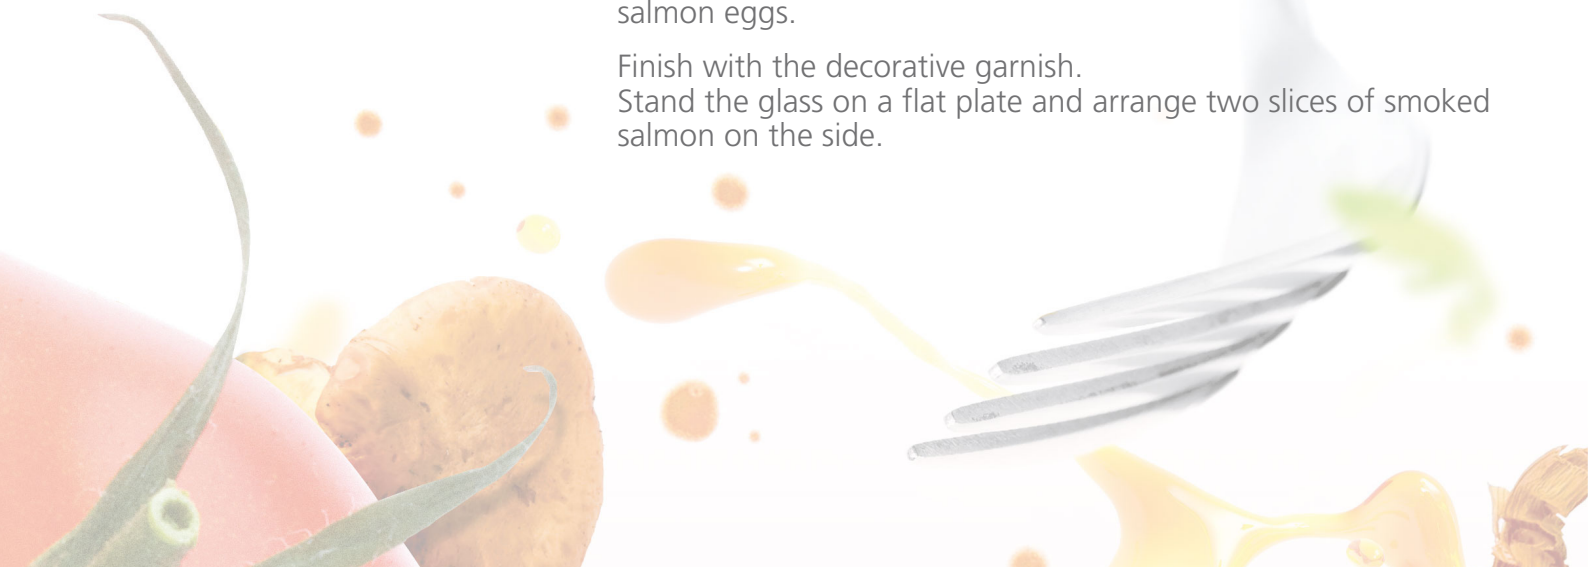 salmon eggs.
Finish with the decorative garnish.
Stand the glass on a flat plate and arrange two slices of smoked
salmon on the side.